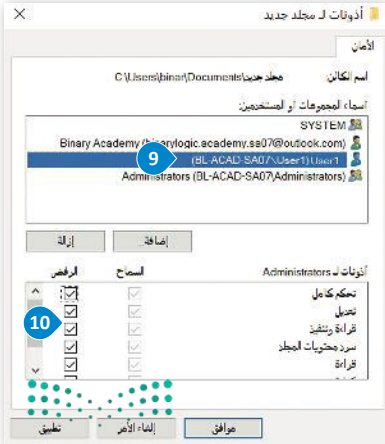 أذونات لـ مجلد جديد
الأمان
اسم الكائن: C:\Users\binar\Documents\مجلد جديد
أسماء المجموعات أو المستخدمين:
SYSTEM
Binary Academy (binarylogic.academy.sa07@outlook.com)
9
(BL-ACAD-SA07\User1) User1
Administrators (BL-ACAD-SA07\Administrators)
إضافة إزالة
أذونات لـ Administrators السماح الرفض
تحكم كامل
تعديل
10
قراءة وتنفيذ
سرد محتويات المجلد
قراءة
موافق إلغاء الأمر تطبيق